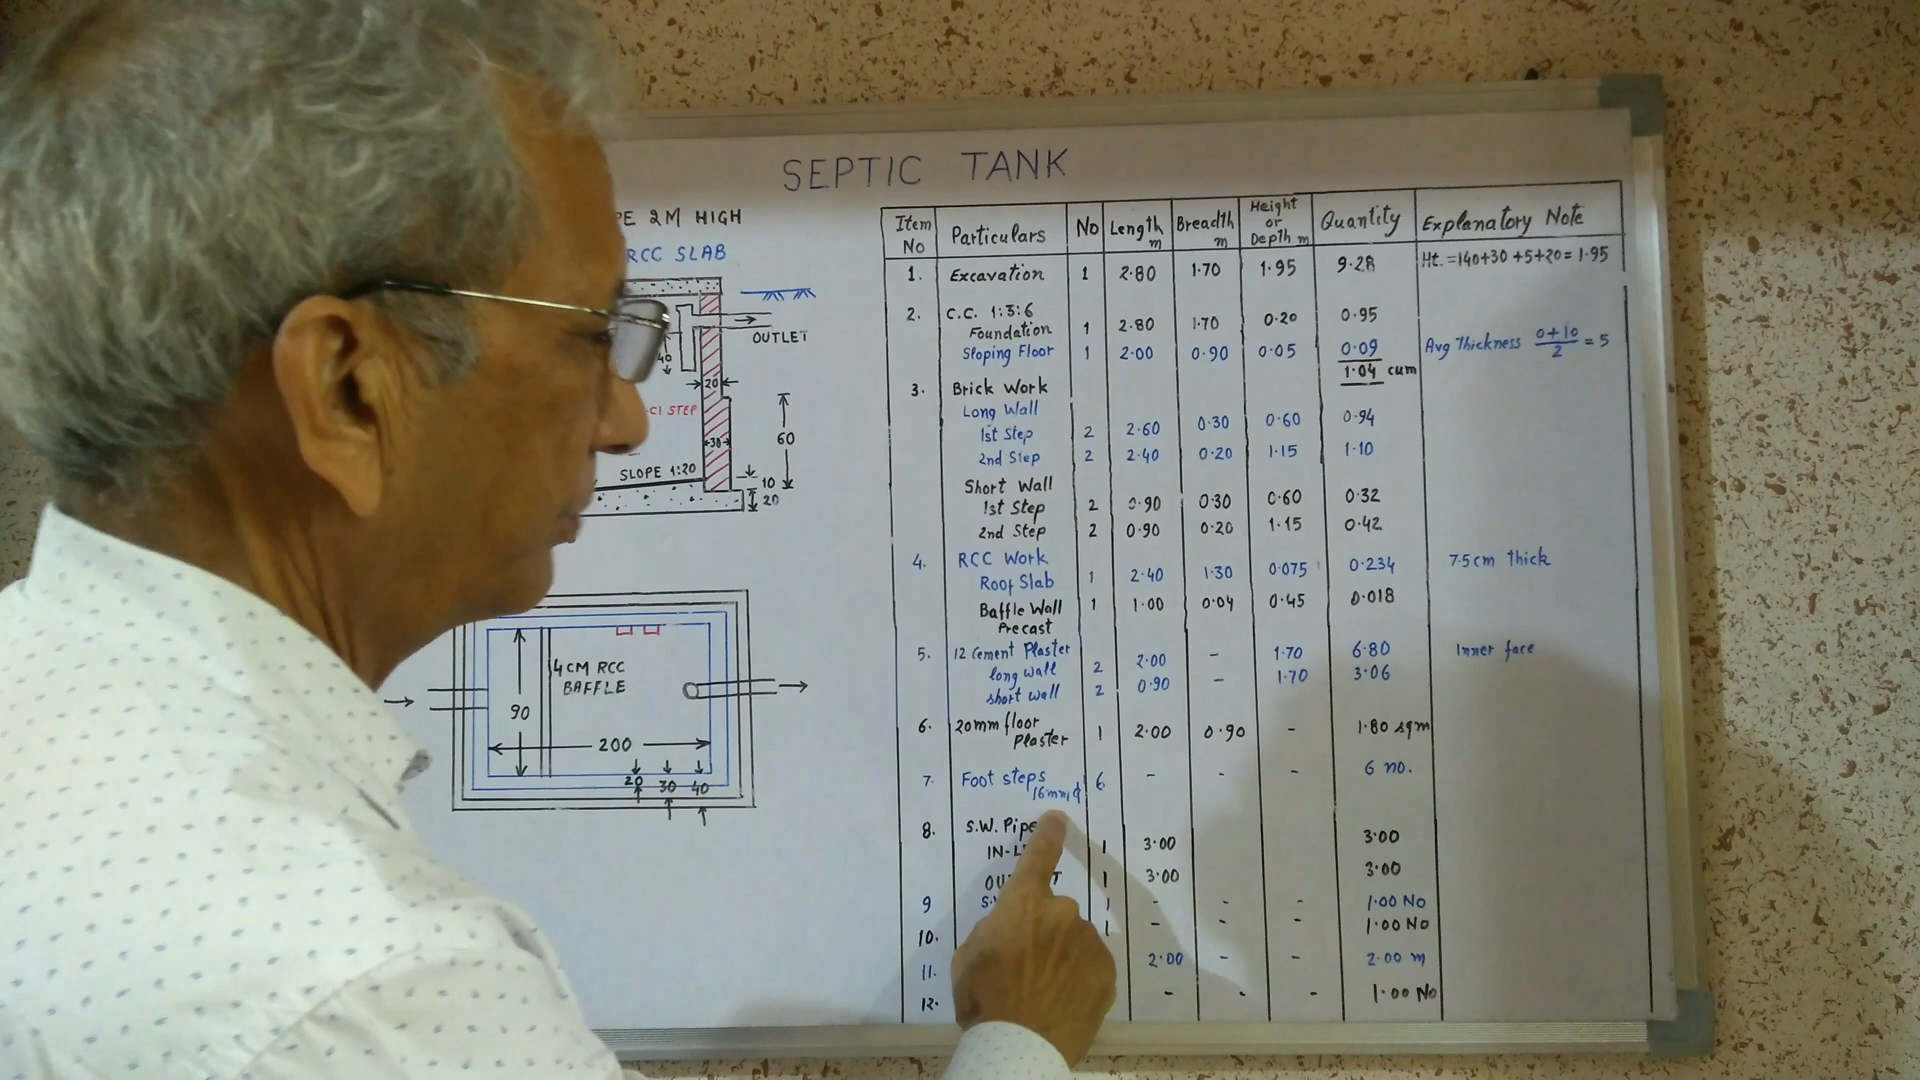 SEPTIC TANK
PE 2M HIGH
RCC SLAB
OUTLET
40
20
CI STEP
30
60
SLOPE 1:20
10
20
4CM RCC
BAFFLE
90
200
20 30 40
Item No Particulars No Length m Breadth m Height or Depth m Quantity Explanatory Note
1. Excavation 1 2.80 1.70 1.95 9.28 Ht. = 140+30+5+20 = 1.95
2. C.C. 1:3:6
Foundation 1 2.80 1.70 0.20 0.95
Sloping Floor 1 2.00 0.90 0.05 0.09 Avg Thickness 0+10/2 = 5
1.04 cum
3. Brick Work
Long Wall
1st Step 2 2.60 0.30 0.60 0.94
2nd Step 2 2.40 0.20 1.15 1.10
Short Wall
1st Step 2 0.90 0.30 0.60 0.32
2nd Step 2 0.90 0.20 1.15 0.42
4. RCC Work
Roof Slab 1 2.40 1.30 0.075 0.234 7.5cm thick
Baffle Wall 1 1.00 0.04 0.45 0.018
Precast
5. 12 Cement Plaster
long wall 2 2.00 - 1.70 6.80 Inner face
short wall 2 0.90 - 1.70 3.06
6. 20mm floor
Plaster 1 2.00 0.90 - 1.80 sqm
7. Foot steps 6 - - - 6 no.
16mm ϕ
8. S.W. Pipe
IN-L 1 3.00 3.00
OU T 1 3.00 3.00
9 S. 1 - - - 1.00 No
10. 1 - - - 1.00 No
11. 2.00 - - 2.00 m
12. - - - 1.00 No